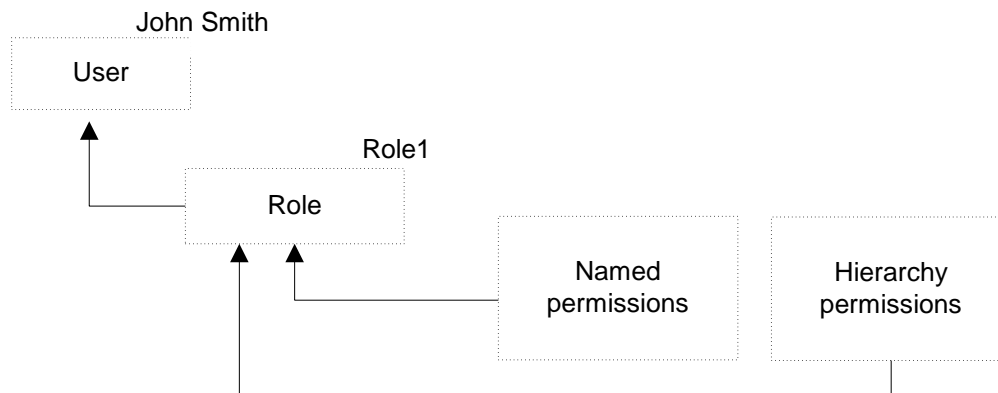 John Smith
User
Role1
Role
Named
permissions
Hierarchy
permissions